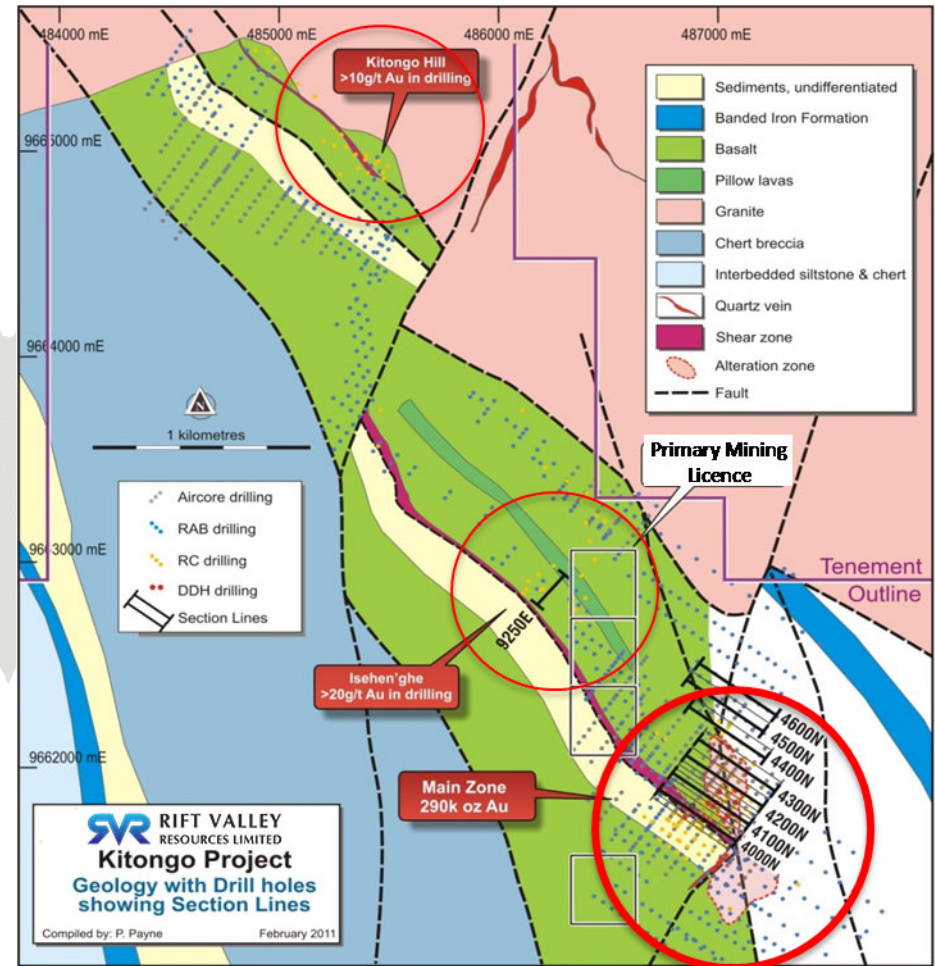 484000 mE
485000 mE
486000 mE
487000 mE
Kitongo Hill
>10g/t Au in drilling
9665000 mE
Sediments, undifferentiated
Banded Iron Formation
Basalt
Pillow lavas
Granite
Chert breccia
Interbedded siltstone & chert
Quartz vein
Shear zone
Alteration zone
Fault
9664000 mE
N
1 kilometres
Primary Mining
Licence
Aircore drilling
RAB drilling
RC drilling
DDH drilling
Section Lines
9663000 mE
Tenement
Outline
9250E
Isehen'ghe
>20g/t Au in drilling
9662000 mE
Main Zone
290k oz Au
4600N
4500N
4400N
4300N
4200N
4100N
4000N
SVR RIFT VALLEY
RESOURCES LIMITED
Kitongo Project
Geology with Drill holes
showing Section Lines
Compiled by: P. Payne February 2011